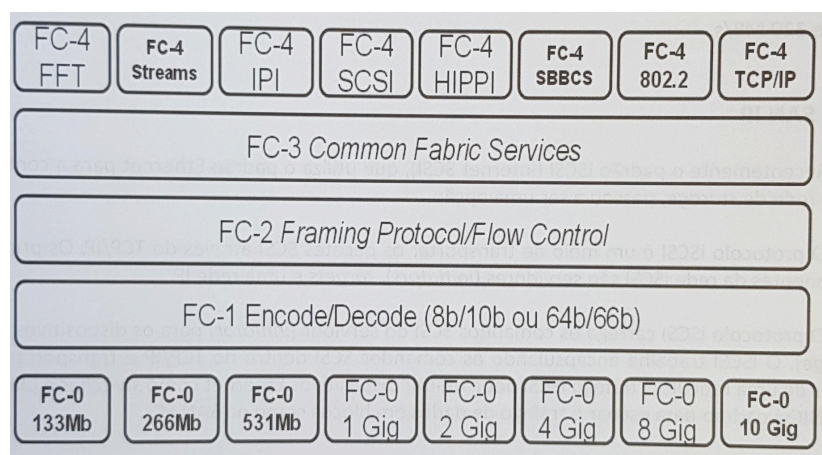 FC-4 FFT
FC-4 Streams
FC-4 IPI
FC-4 SCSI
FC-4 HIPPI
FC-4 SBBCS
FC-4 802.2
FC-4 TCP/IP
FC-3 Common Fabric Services
FC-2 Framing Protocol/Flow Control
FC-1 Encode/Decode (8b/10b ou 64b/66b)
FC-0 133Mb
FC-0 266Mb
FC-0 531Mb
FC-0 1 Gig
FC-0 2 Gig
FC-0 4 Gig
FC-0 8 Gig
FC-0 10 Gig